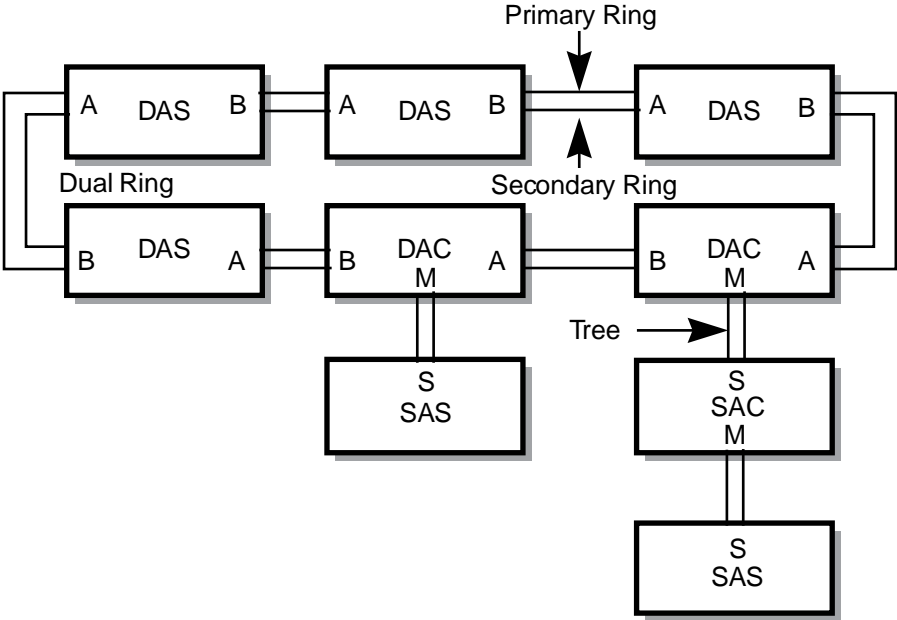 Primary Ring
A DAS B
A DAS B
A DAS B
Dual Ring
Secondary Ring
B DAS A
B DAC A
M
B DAC A
M
Tree
S
SAS
S
SAC
M
S
SAS